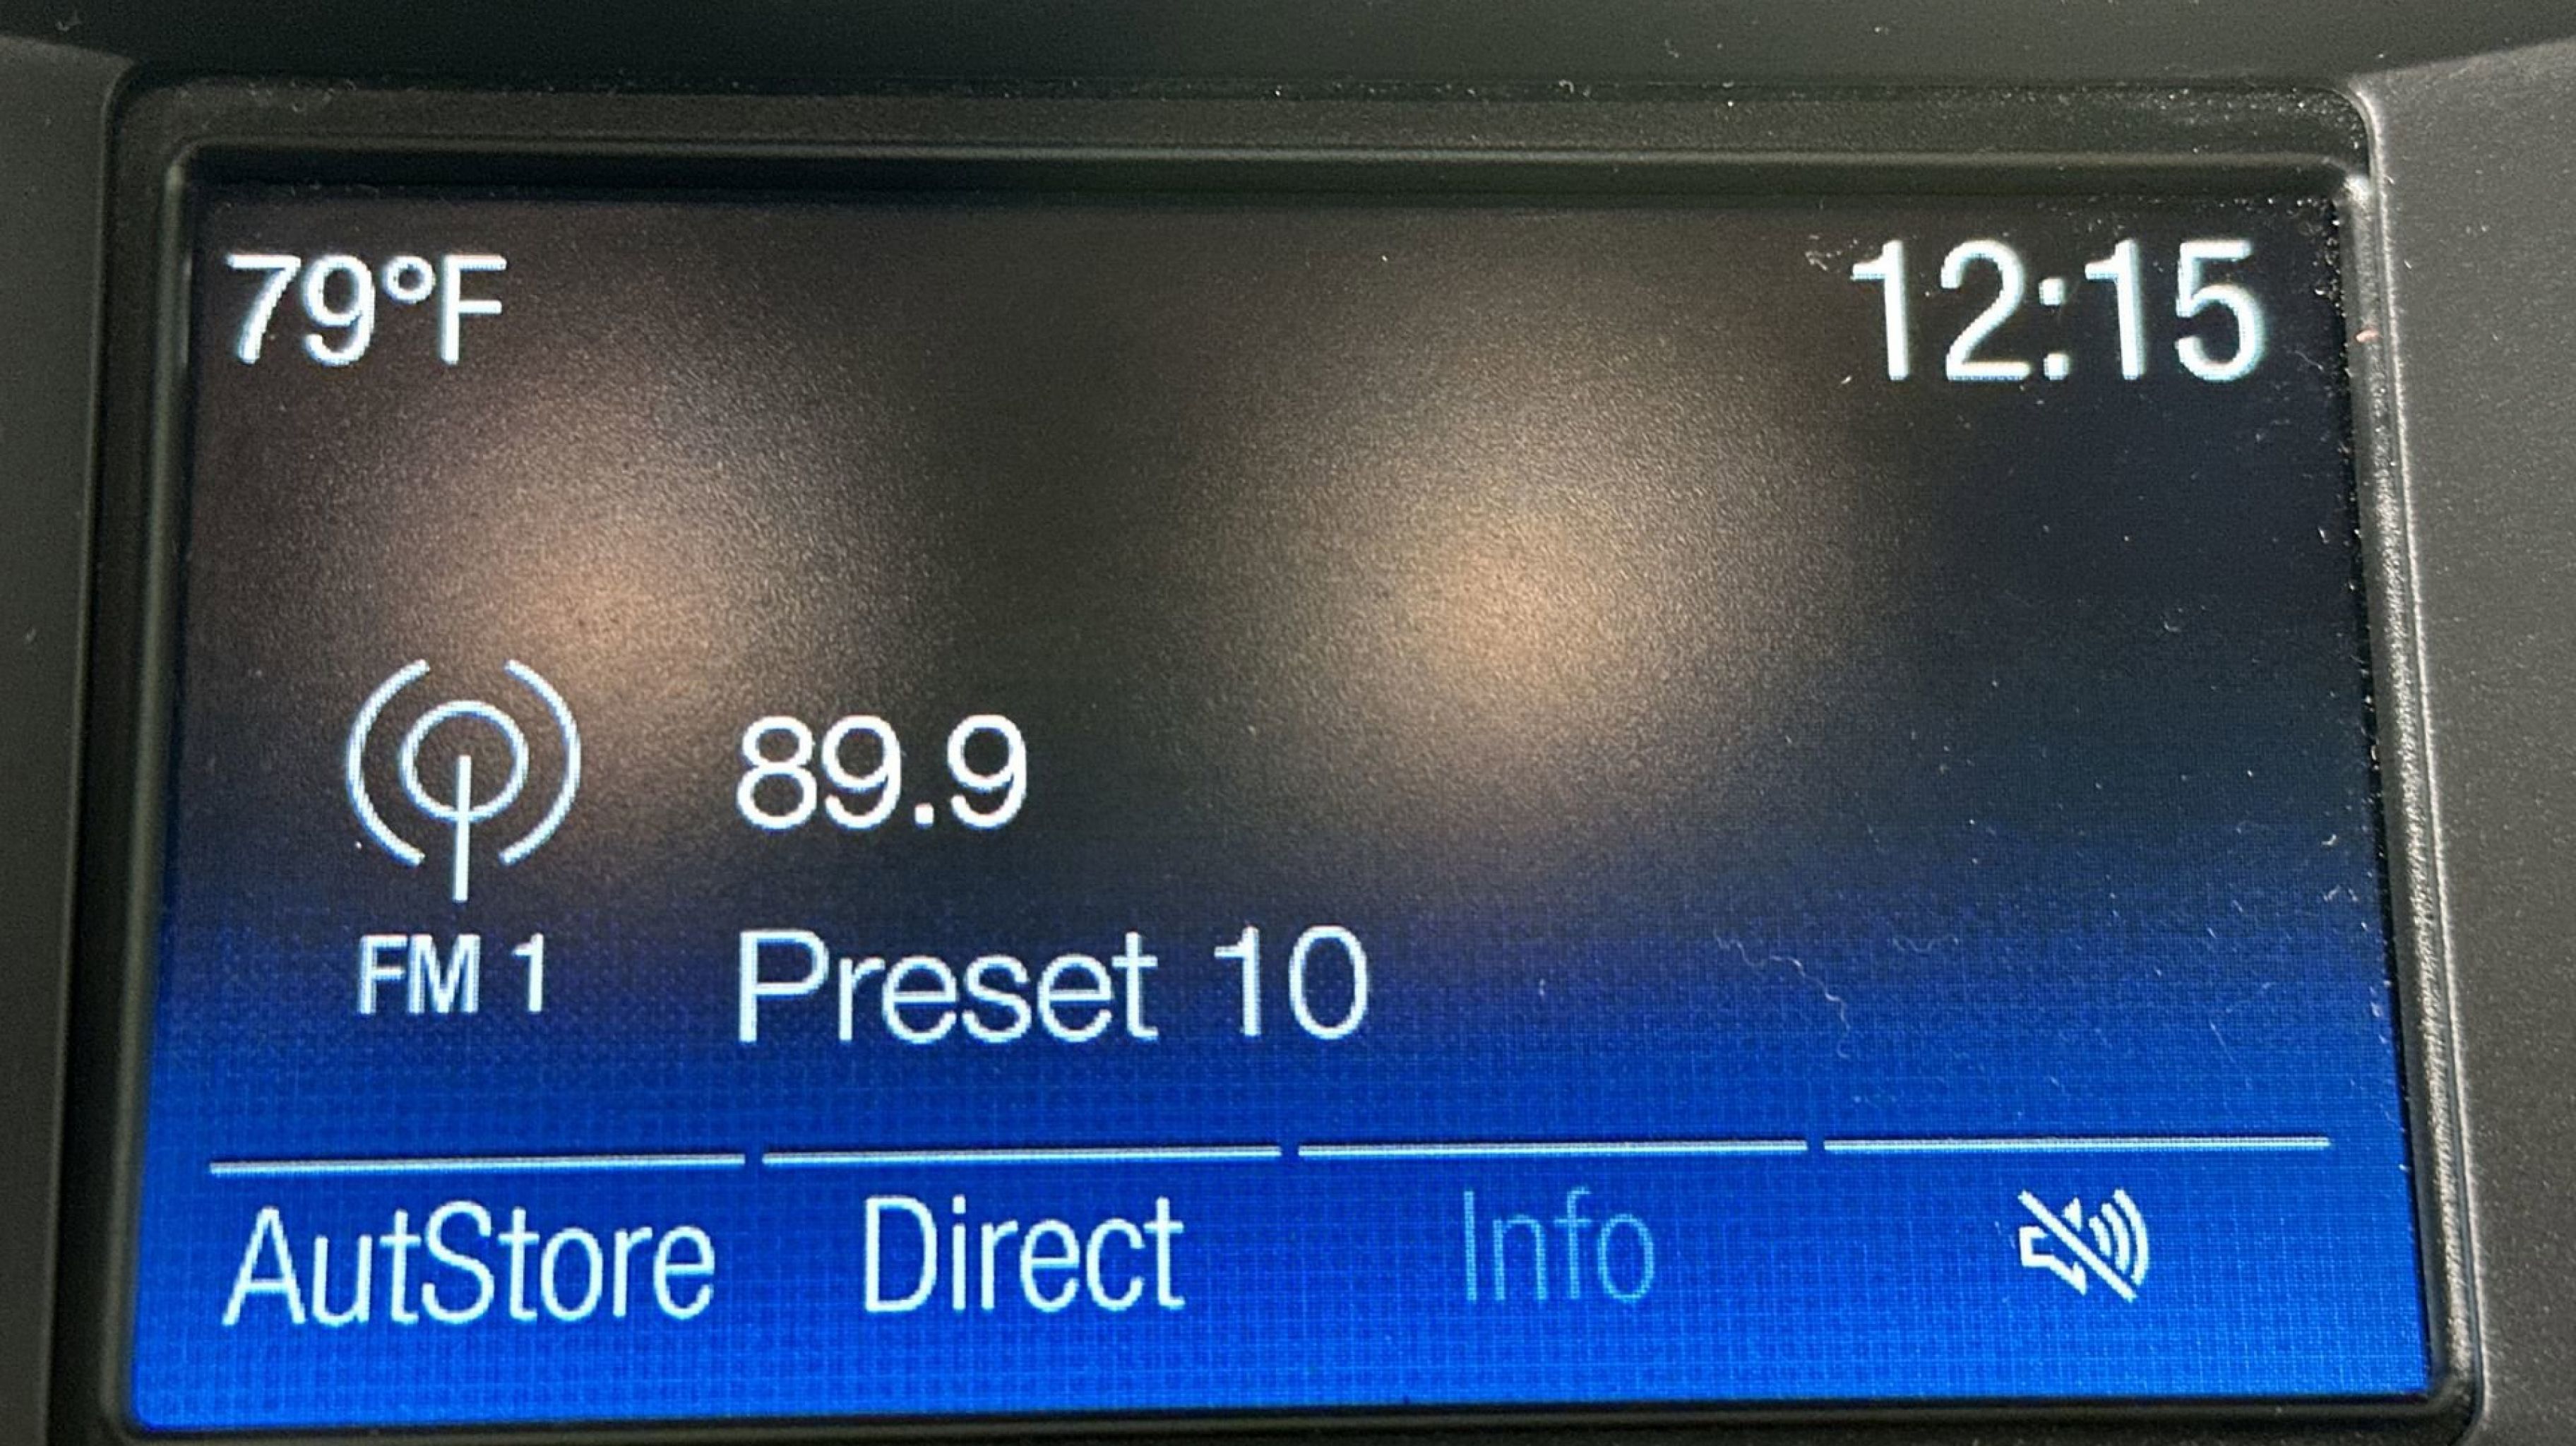 79°F 12:15
89.9
FM 1 Preset 10
AutStore Direct Info